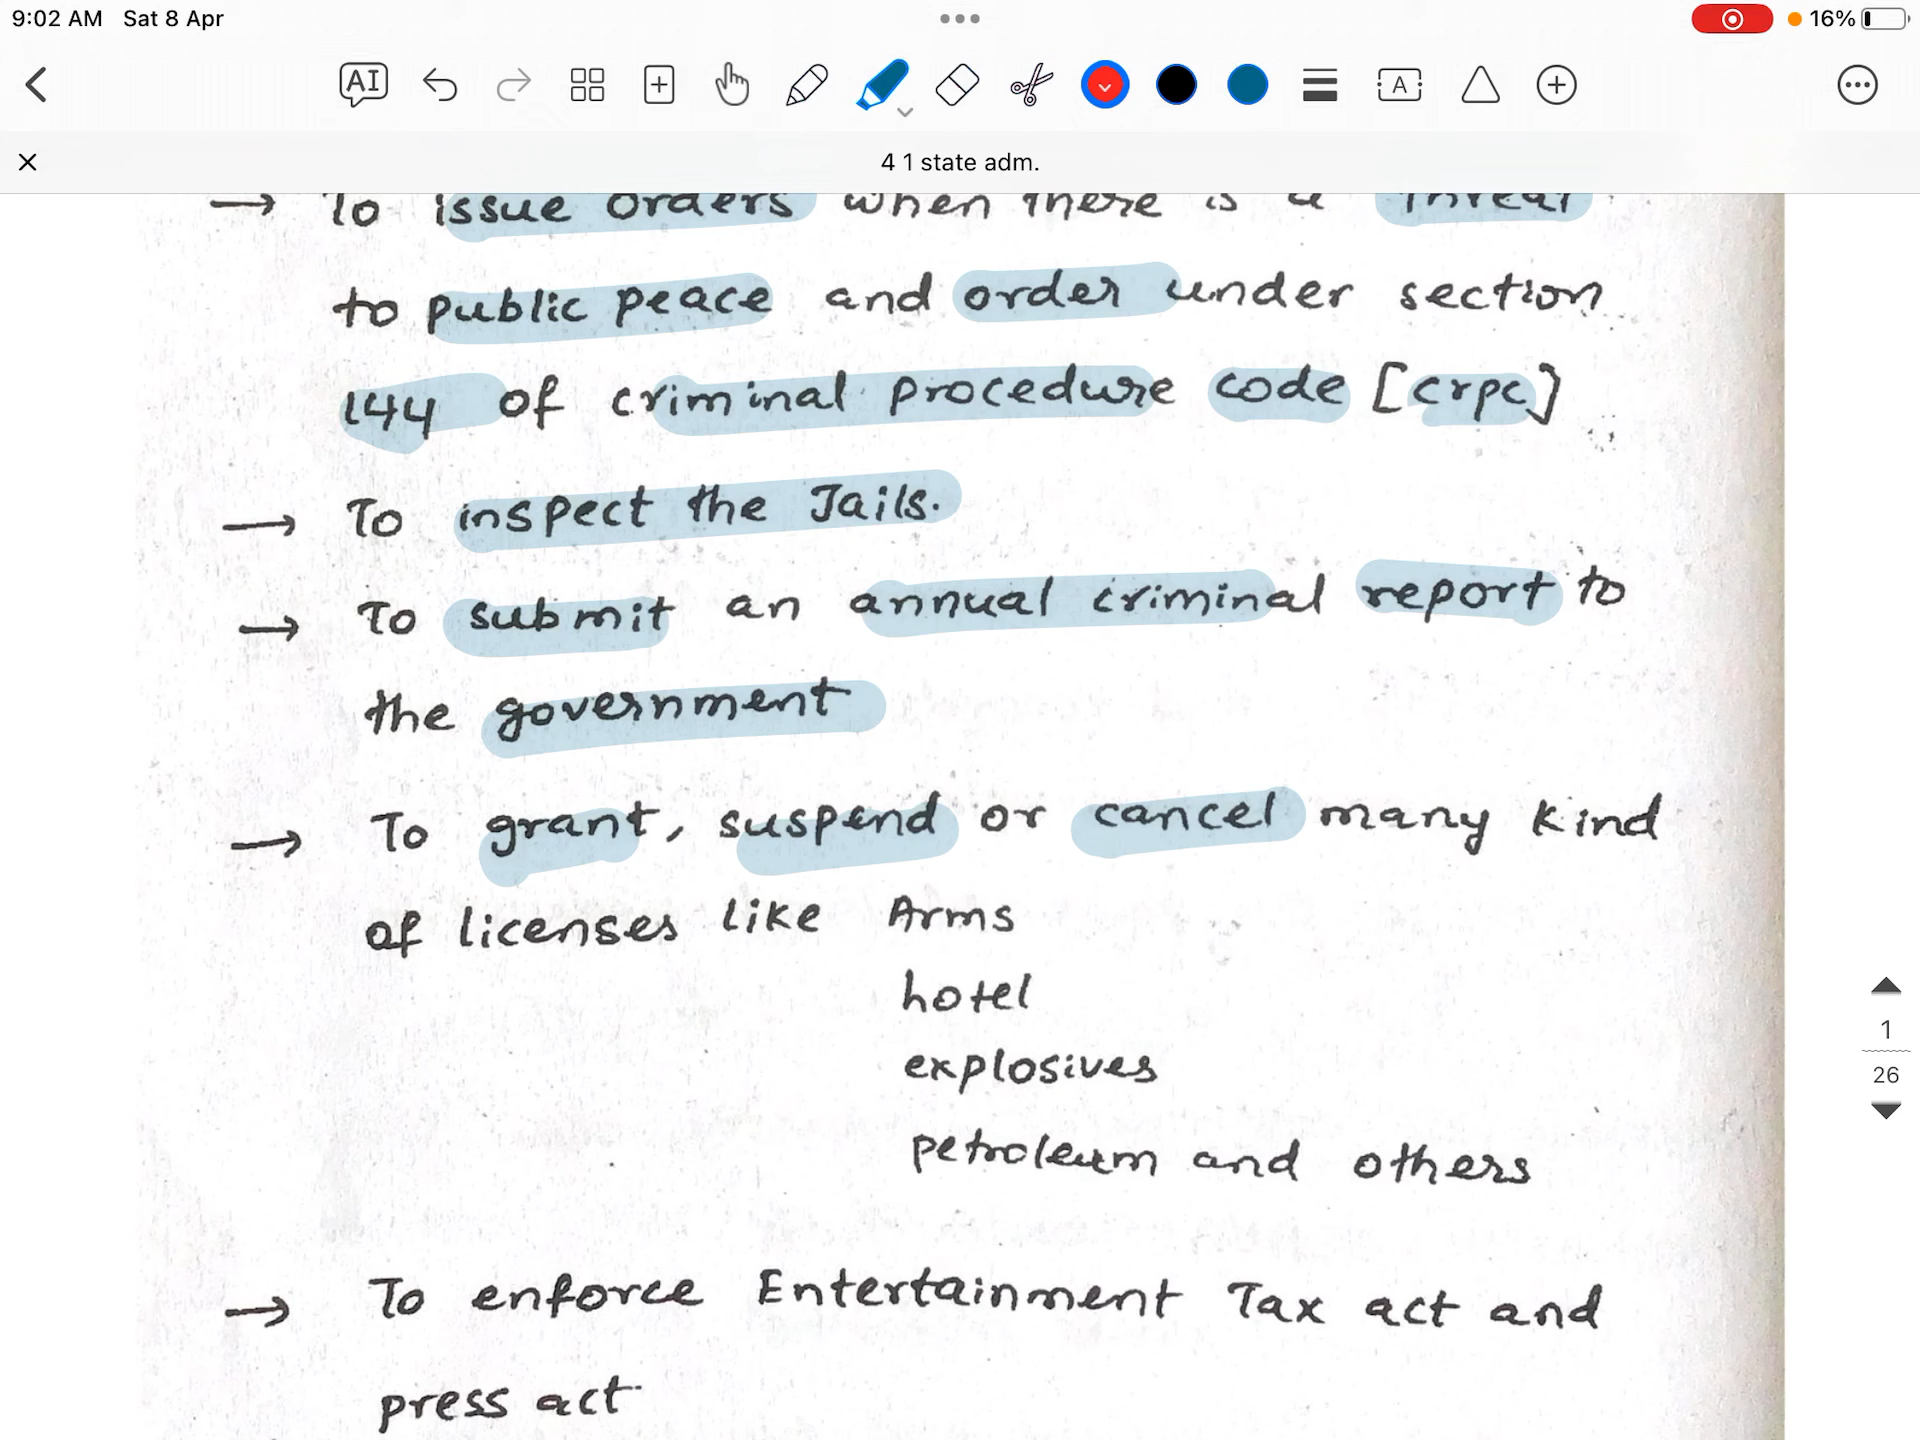 9:02 AM Sat 8 Apr
16%
AI
A
4 1 state adm.
→ To issue orders when there is a threat
to public peace and order under section
144 of criminal procedure code [crpc]
→ To inspect the Jails.
→ To submit an annual criminal report to
the government
→ To grant, suspend or cancel many kind
of licenses like Arms
hotel
explosives
petroleum and others
→ To enforce Entertainment Tax act and
press act
1
26